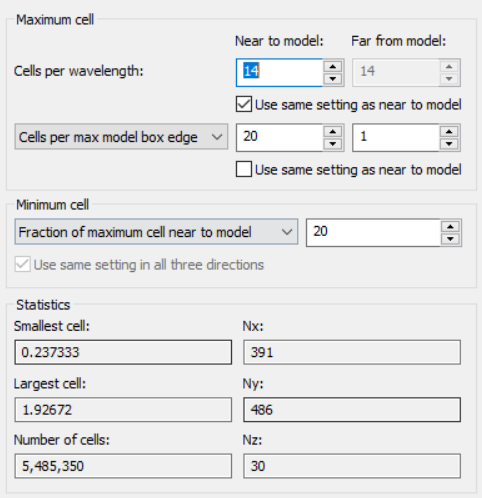 Maximum cell
Near to model: Far from model:
Cells per wavelength: 14 14
Use same setting as near to model
Cells per max model box edge 20 1
Use same setting as near to model
Minimum cell
Fraction of maximum cell near to model 20
Use same setting in all three directions
Statistics
Smallest cell: Nx:
0.237333 391
Largest cell: Ny:
1.92672 486
Number of cells: Nz:
5,485,350 30